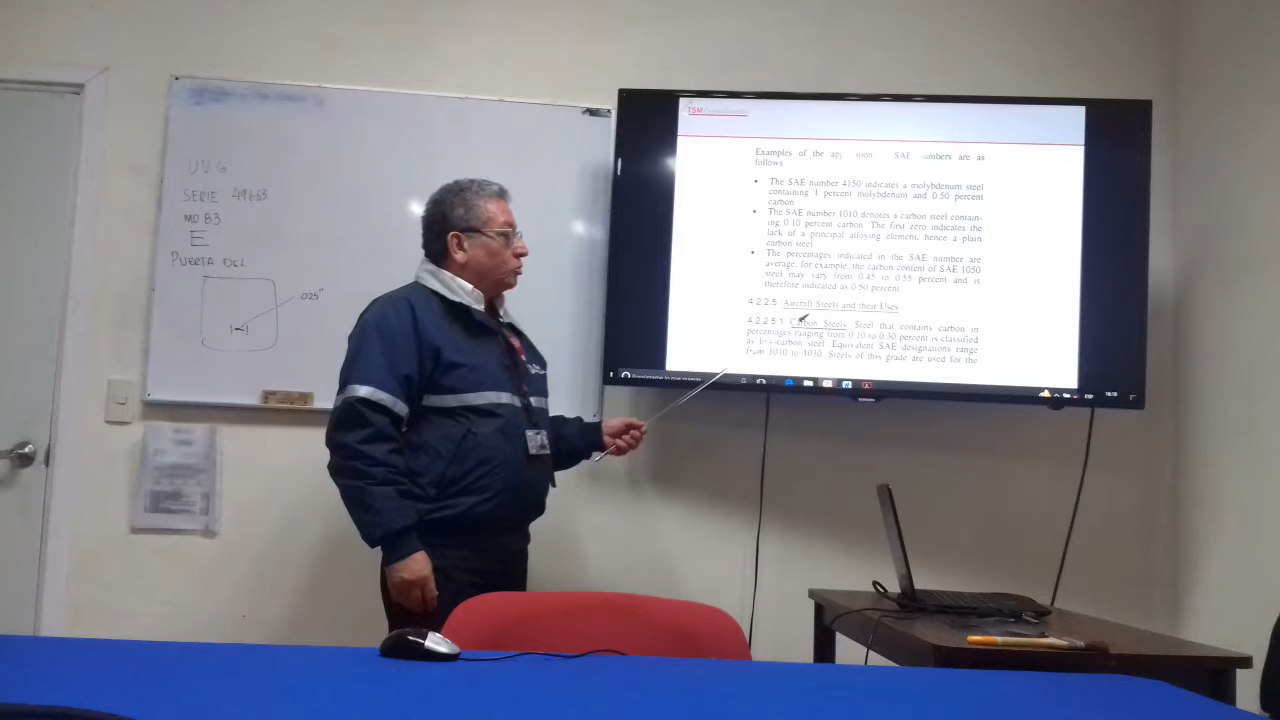 UVG
SERIE 49663
MD 83
E
PUERTA DEL
.025"
TSM
Examples of the SAE numbers are as
follows
• The SAE number 4150 indicates a molybdenum steel
containing 1 percent molybdenum and 0.50 percent
carbon
• The SAE number 1010 denotes a carbon steel contain-
ing 0.10 percent carbon. The first zero indicates the
lack of a principal alloying element, hence a plain
carbon steel
• The percentages indicated in the SAE number are
average, for example, the carbon content of SAE 1050
steel may vary from 0.45 to 0.55 percent and is
therefore indicated as 0.50 percent
4.2.2.5 Aircraft Steels and their Uses
4.2.2.5.1 Carbon Steels Steel that contains carbon in
percentages ranging from 0.10 to 0.30 percent is classified
as low-carbon steel Equivalent SAE designations range
from 1010 to 1030. Steels of this grade are used for the
ESP
SAMSUNG